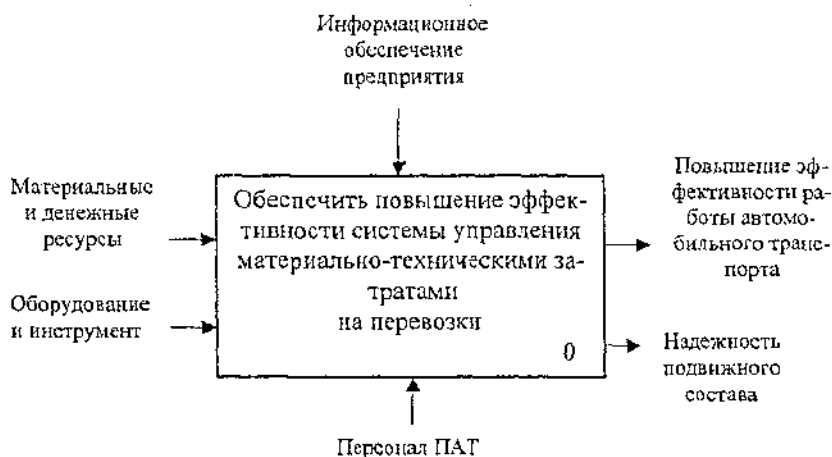 Информационное
обеспечение
предприятия
Материальные
и денежные
ресурсы
Оборудование
и инструмент
Обеспечить повышение эффек-
тивности системы управления
материально-техническими за-
тратами
на перевозки
0
Повышение эф-
фективности ра-
боты автомо-
бильного транс-
порта
Надежность
подвижного
состава
Персонал ПАТ